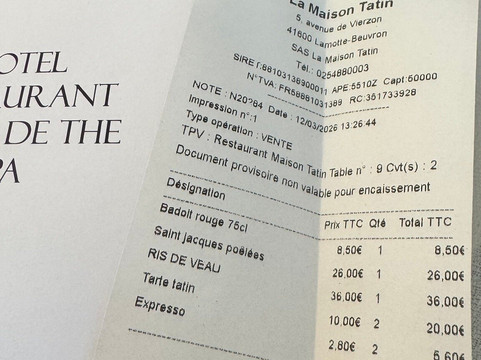 OTEL
URANT
DE THE
PA
La Maison Tatin
5, avenue de Vierzon
41600 Lamotte-Beuvron
SAS La Maison Tatin
Tél.: 0254880003
SIRE T:88103138900011 APE:5510Z Capt:50000
N°TVA: FR58881031389 RC:351733928
NOTE : N20284 Date : 12/03/2026 13:26:44
Impression n°:1
Type opération : VENTE
TPV : Restaurant Maison Tatin Table n° : 9 Cvt(s) : 2
Document provisoire non valable pour encaissement
Désignation Prix TTC Qté Total TTC
Badoit rouge 75cl 8,50€ 1 8,50€
Saint jacques poëlées 26,00€ 1 26,00€
RIS DE VEAU 36,00€ 1 36,00€
Tarte tatin 10,00€ 2 20,00€
Expresso 2,80€ 2 5,60€